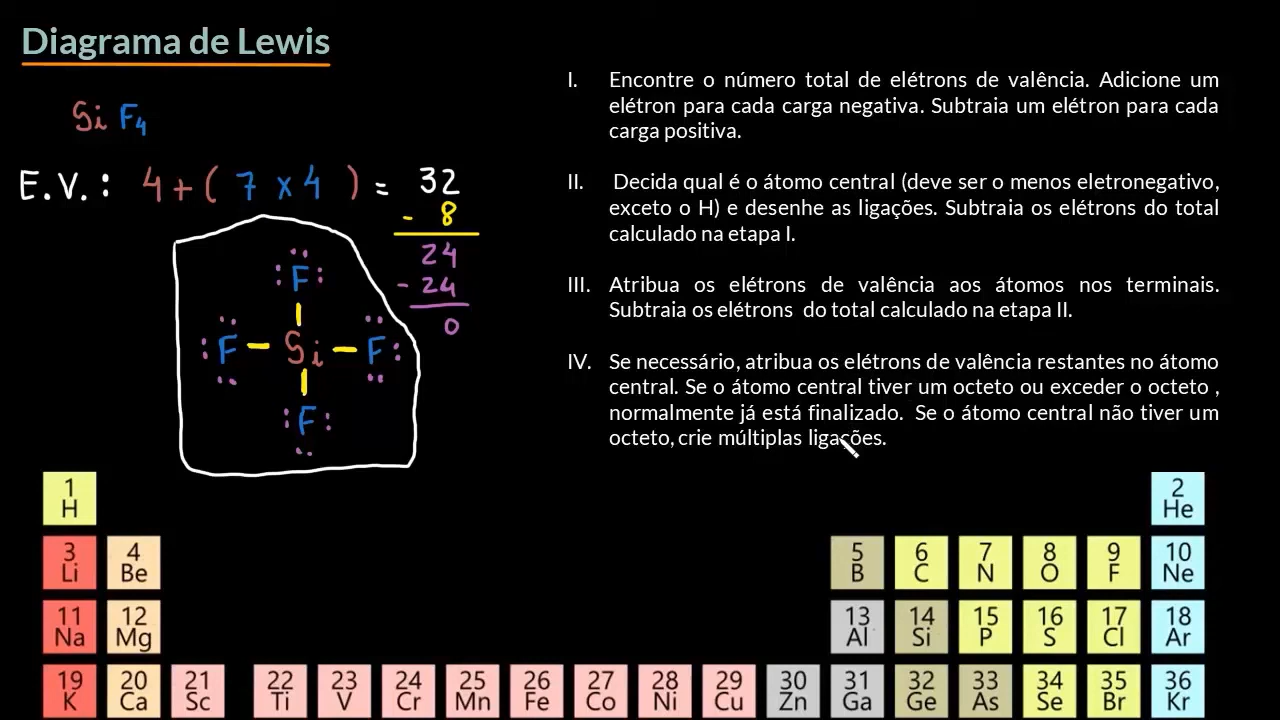 Diagrama de Lewis
Si F4
E.V.: 4 + ( 7 x 4 ) = 32
- 8
24
- 24
0
F
F Si F
F
I. Encontre o número total de elétrons de valência. Adicione um
elétron para cada carga negativa. Subtraia um elétron para cada
carga positiva.
II. Decida qual é o átomo central (deve ser o menos eletronegativo,
exceto o H) e desenhe as ligações. Subtraia os elétrons do total
calculado na etapa I.
III. Atribua os elétrons de valência aos átomos nos terminais.
Subtraia os elétrons do total calculado na etapa II.
IV. Se necessário, atribua os elétrons de valência restantes no átomo
central. Se o átomo central tiver um octeto ou exceder o octeto ,
normalmente já está finalizado. Se o átomo central não tiver um
octeto, crie múltiplas ligações.
1 2
H He
3 4 5 6 7 8 9 10
Li Be B C N O F Ne
11 12 13 14 15 16 17 18
Na Mg Al Si P S Cl Ar
19 20 21 22 23 24 25 26 27 28 29 30 31 32 33 34 35 36
K Ca Sc Ti V Cr Mn Fe Co Ni Cu Zn Ga Ge As Se Br Kr